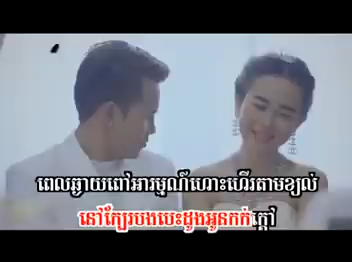 ពេលឆ្ងាយពៅអារម្មណ៍ហោះហើរតាមខ្យល់
នៅក្បែរបងបេះដូងអូនកក់ក្ដៅ